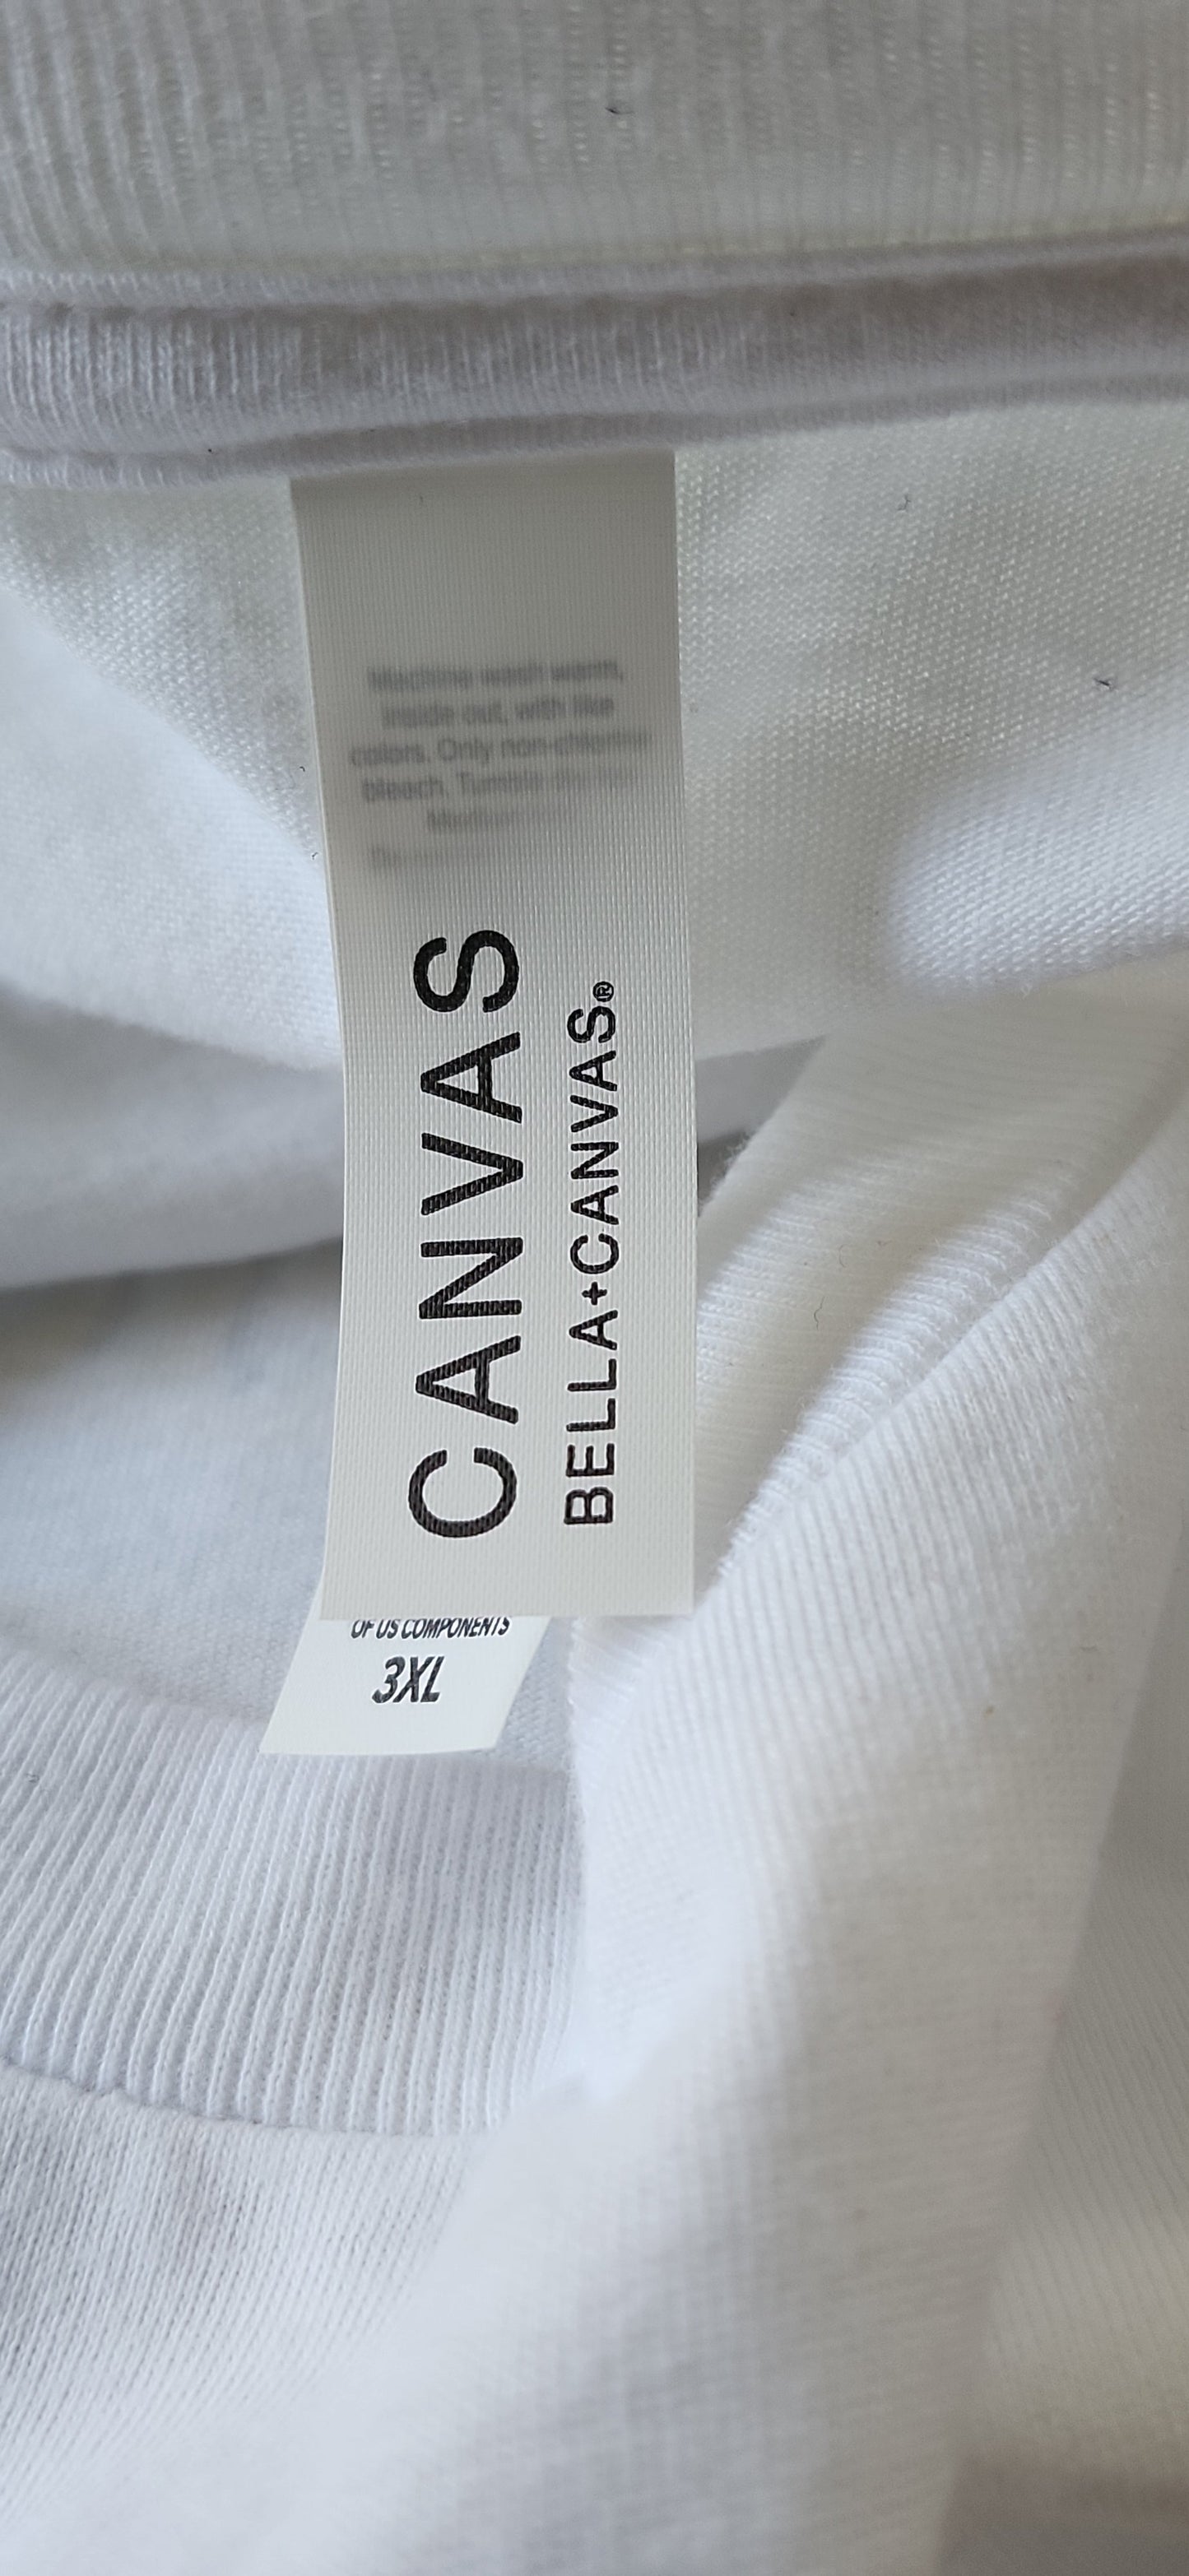 Machine wash warm,
inside out, with like
colors. Only non-chlorine
bleach. Tumble
CANVAS
BELLA+CANVAS®
OF US COMPONENTS
3XL